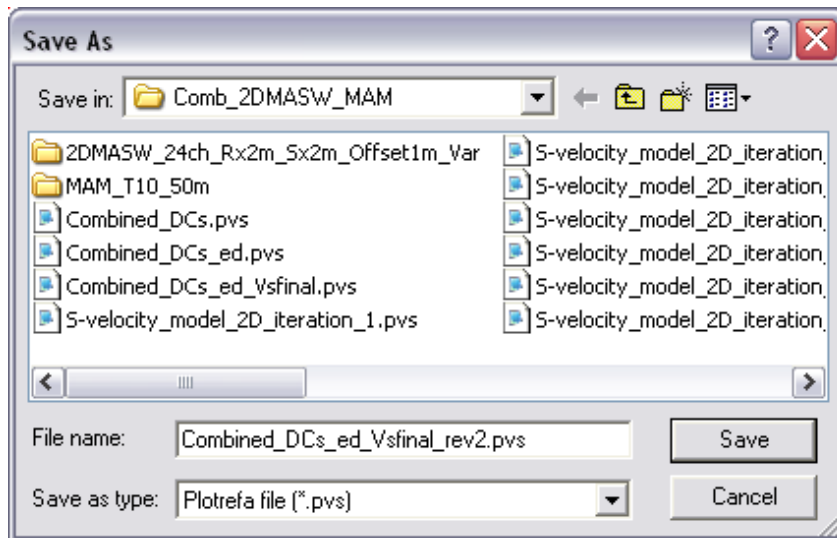 Save As
Save in: Comb_2DMASW_MAM
2DMASW_24ch_Rx2m_Sx2m_Offset1m_Var
MAM_T10_50m
Combined_DCs.pvs
Combined_DCs_ed.pvs
Combined_DCs_ed_Vsfinal.pvs
S-velocity_model_2D_iteration_1.pvs
S-velocity_model_2D_iteration_
S-velocity_model_2D_iteration_
S-velocity_model_2D_iteration_
S-velocity_model_2D_iteration_
S-velocity_model_2D_iteration_
S-velocity_model_2D_iteration_
File name: Combined_DCs_ed_Vsfinal_rev2.pvs Save
Save as type: Plotrefa file (*.pvs) Cancel